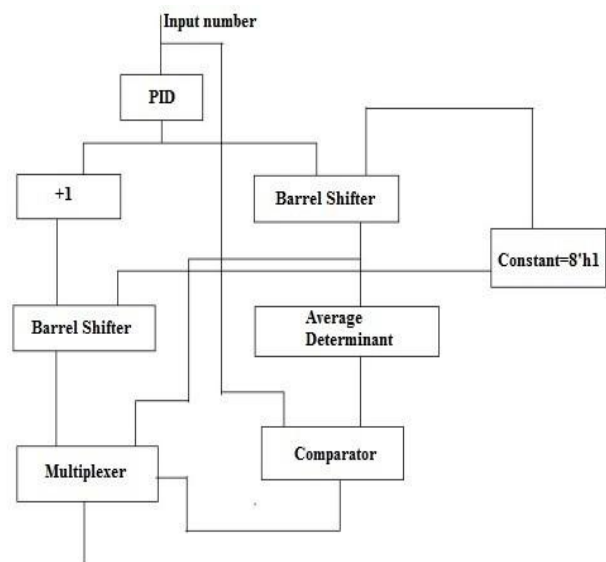 Input number
PID
+1
Barrel Shifter
Constant=8'h1
Barrel Shifter
Average
Determinant
Multiplexer
Comparator